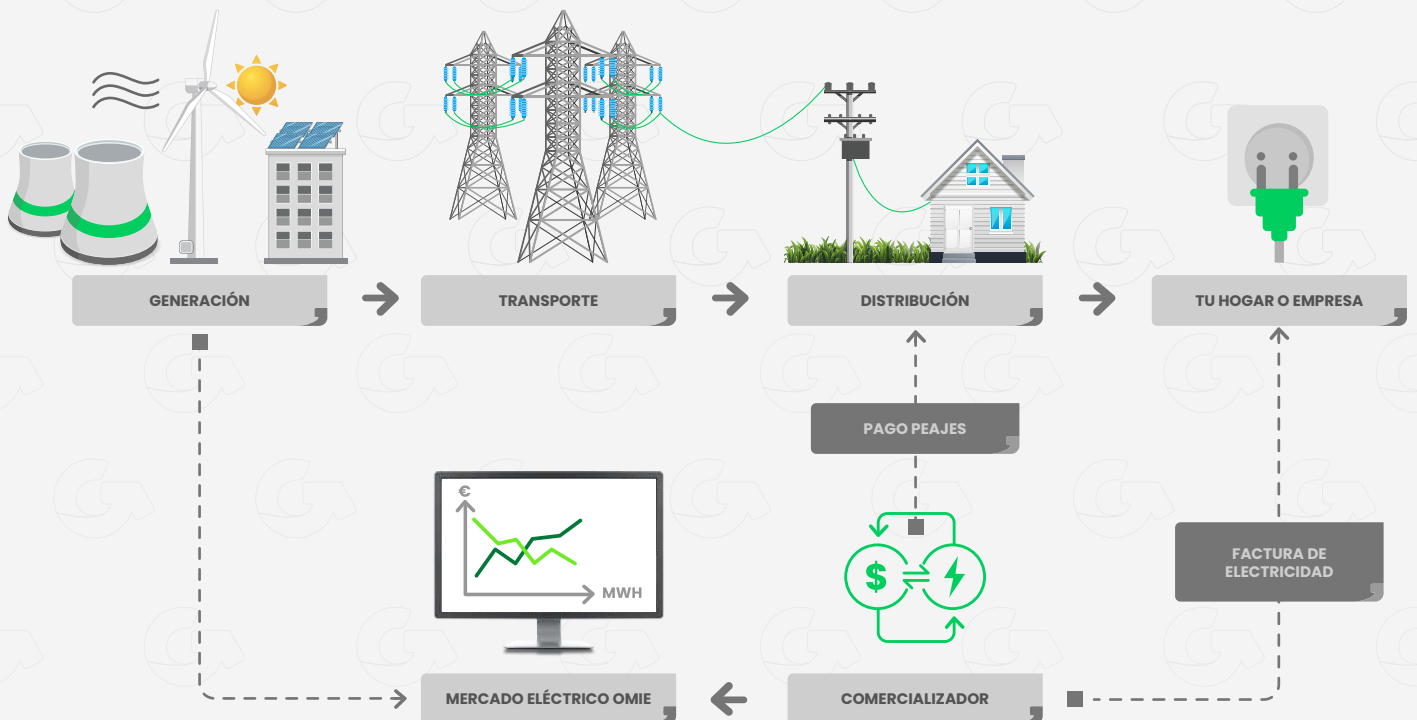 GENERACIÓN
TRANSPORTE
DISTRIBUCIÓN
TU HOGAR O EMPRESA
PAGO PEAJES
€
MWH
$
FACTURA DE
ELECTRICIDAD
MERCADO ELÉCTRICO OMIE
COMERCIALIZADOR